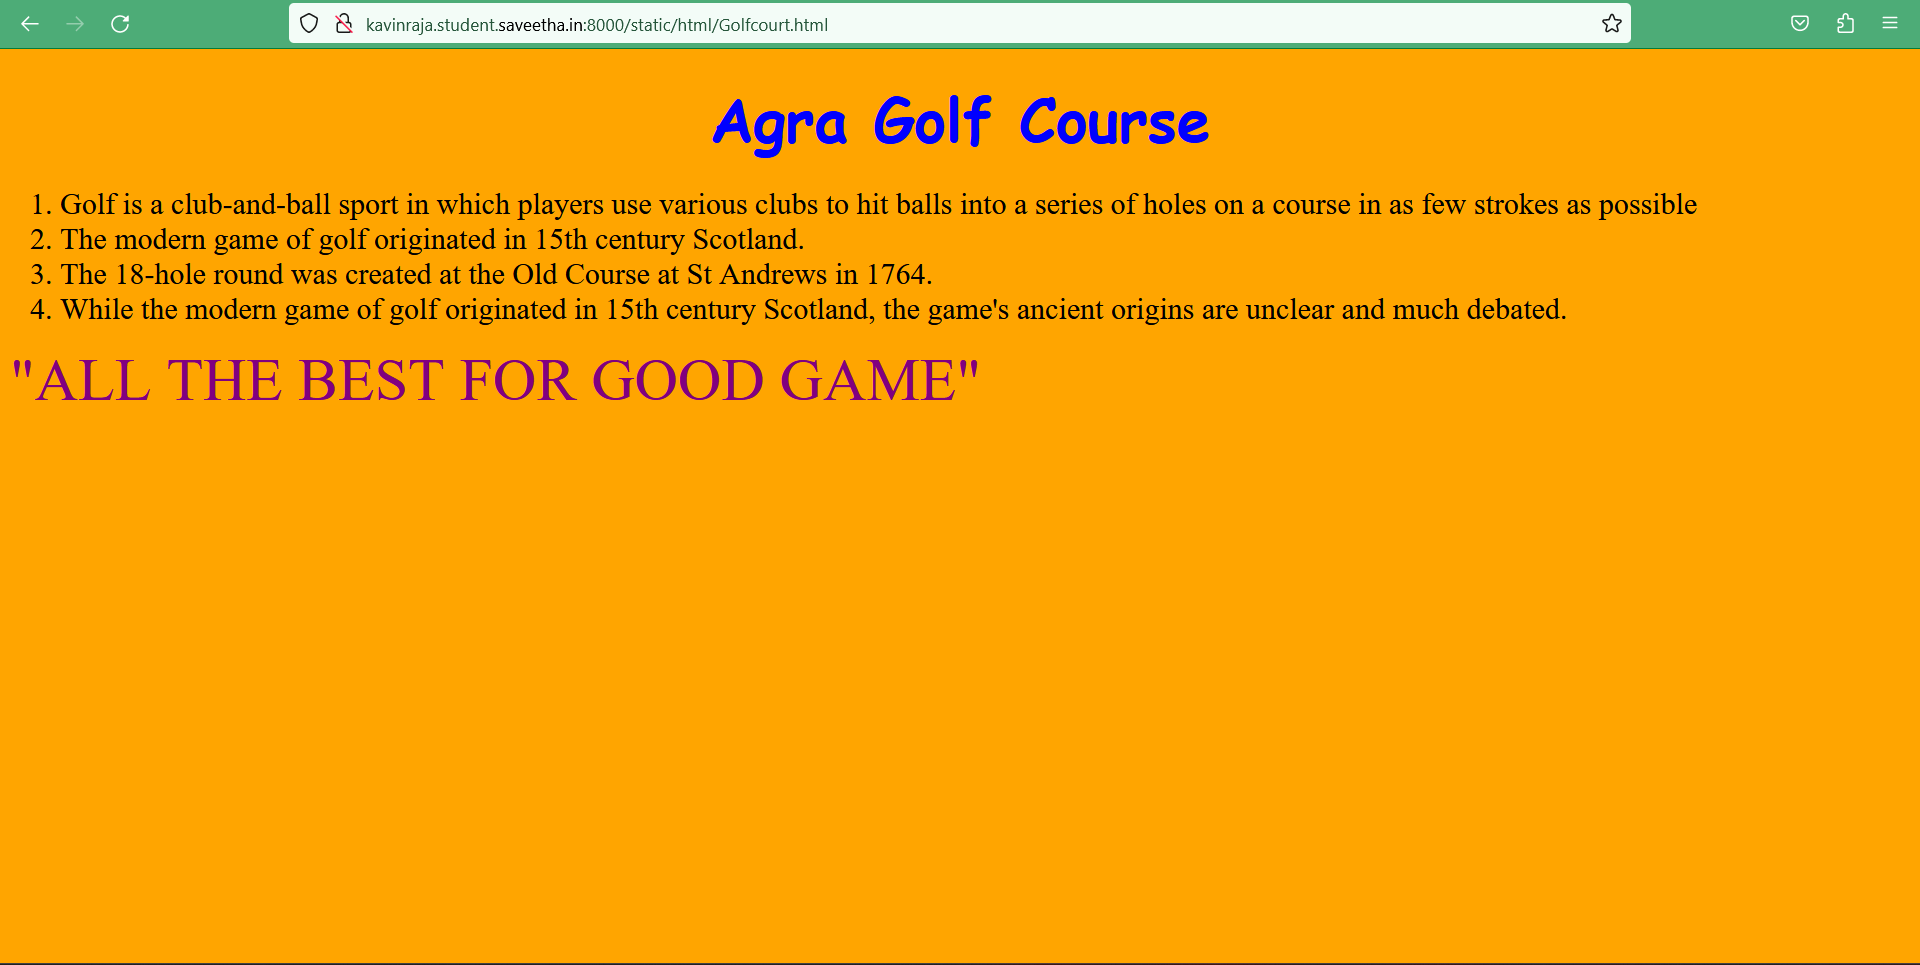 kavinraja.student.saveetha.in:8000/static/html/Golfcourt.html
Agra Golf Course
1. Golf is a club-and-ball sport in which players use various clubs to hit balls into a series of holes on a course in as few strokes as possible
2. The modern game of golf originated in 15th century Scotland.
3. The 18-hole round was created at the Old Course at St Andrews in 1764.
4. While the modern game of golf originated in 15th century Scotland, the game's ancient origins are unclear and much debated.
"ALL THE BEST FOR GOOD GAME"